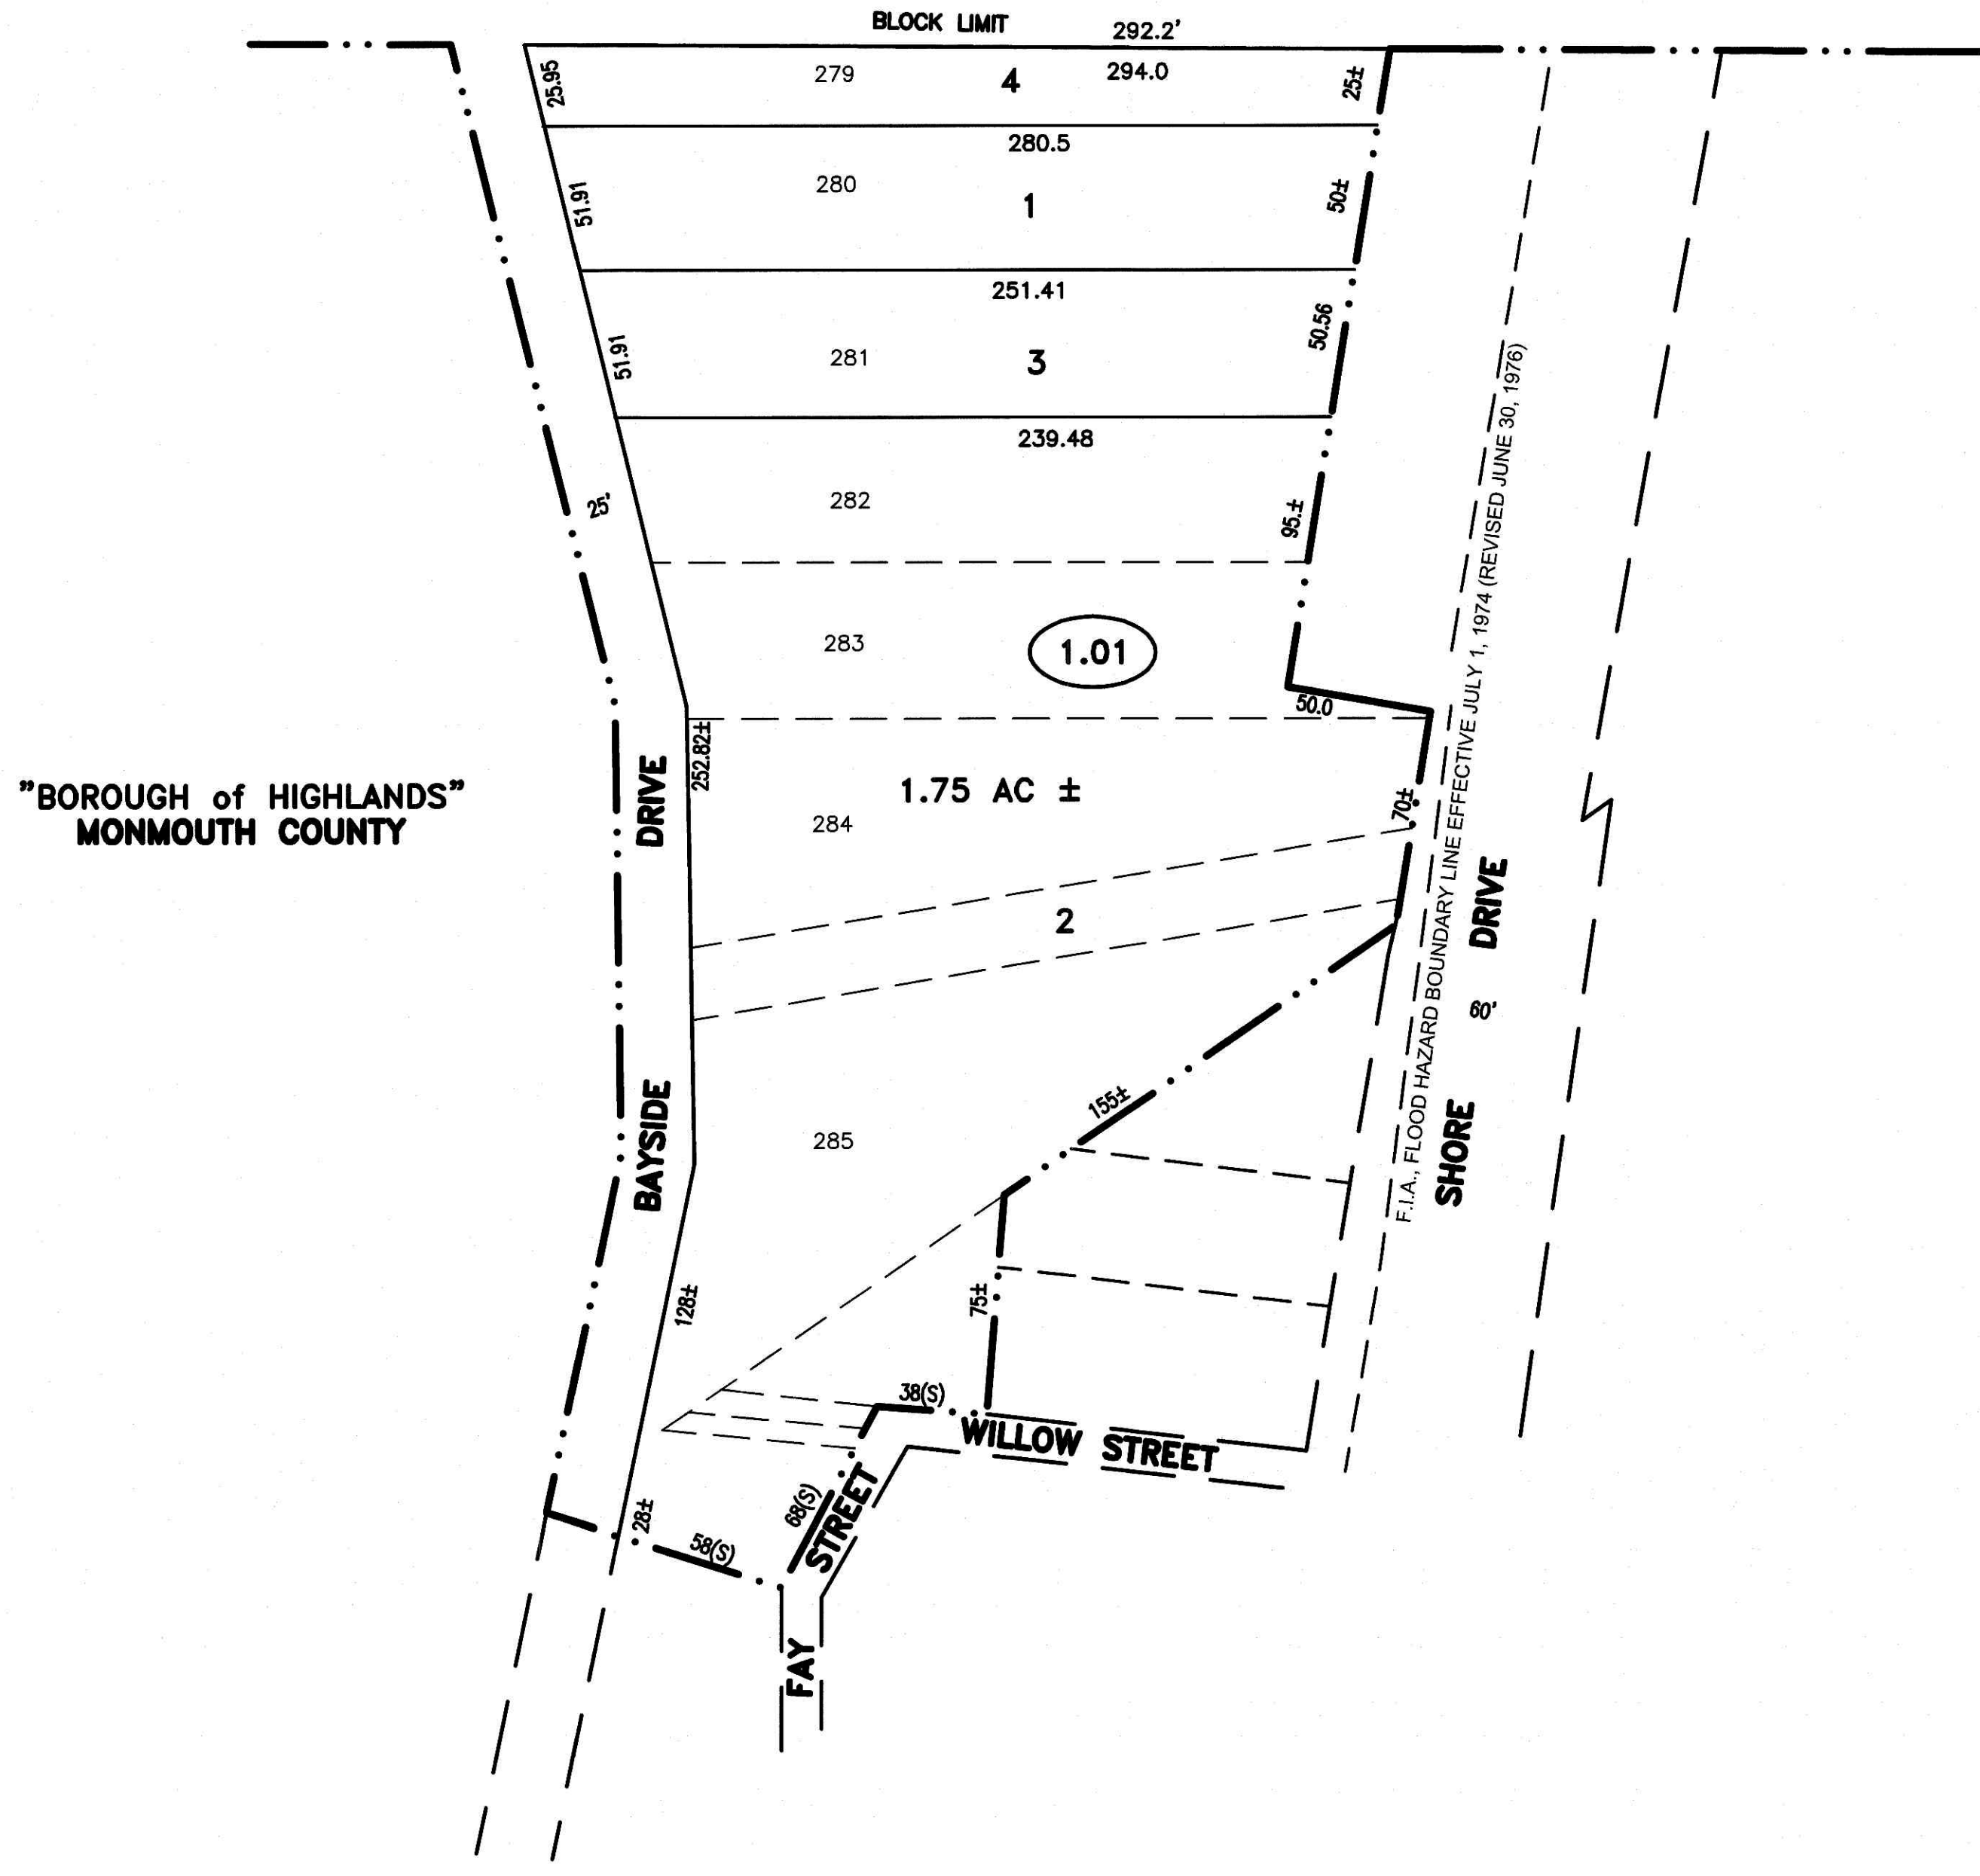 BLOCK LIMIT 292.2'
25.95
279
4
294.0
25±
280.5
51.91
280
1
50±
251.41
51.91
281
3
50.56
239.48
25'
282
95.±
283
1.01
50.0
252.82±
1.75 AC ±
"BOROUGH of HIGHLANDS"
MONMOUTH COUNTY
BAYSIDE DRIVE
284
70±
2
F.I.A., FLOOD HAZARD BOUNDARY LINE EFFECTIVE JULY 1, 1974 (REVISED JUNE 30, 1976)
SHORE DRIVE
60'
155±
285
128±
75±
38(S)
WILLOW STREET
68(S)
28±
58(S)
FAY STREET